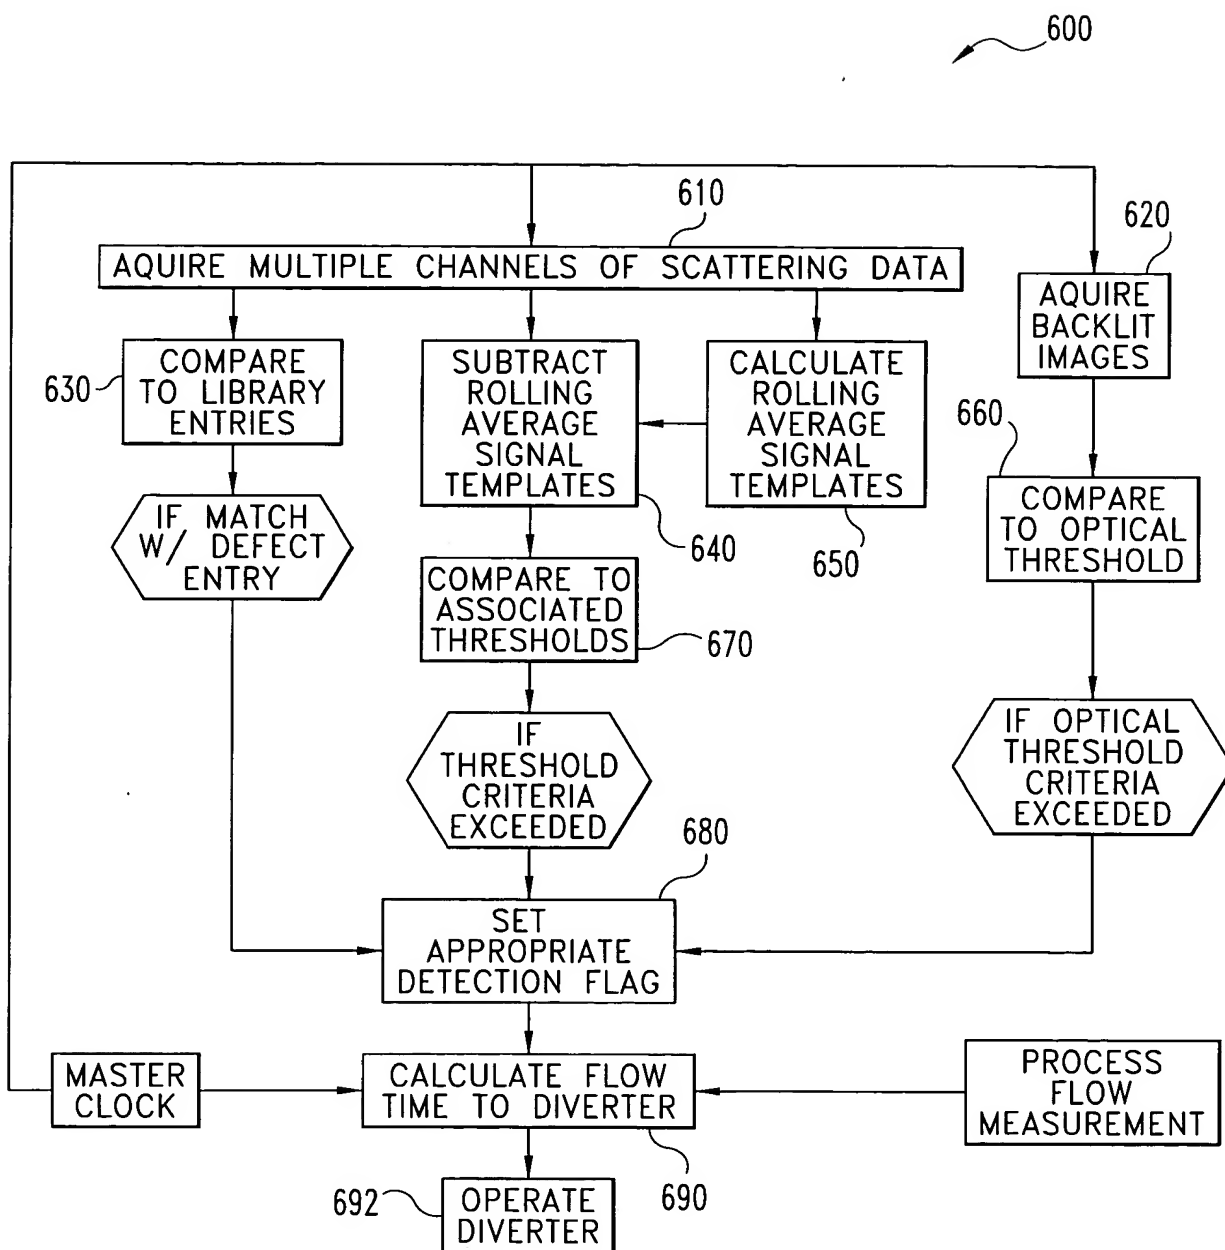 600
610
AQUIRE MULTIPLE CHANNELS OF SCATTERING DATA
620
AQUIRE
BACKLIT
IMAGES
630
COMPARE
TO LIBRARY
ENTRIES
SUBTRACT
ROLLING
AVERAGE
SIGNAL
TEMPLATES
640
CALCULATE
ROLLING
AVERAGE
SIGNAL
TEMPLATES
650
660
COMPARE
TO OPTICAL
THRESHOLD
IF MATCH
W/ DEFECT
ENTRY
COMPARE TO
ASSOCIATED
THRESHOLDS
670
IF
THRESHOLD
CRITERIA
EXCEEDED
IF OPTICAL
THRESHOLD
CRITERIA
EXCEEDED
680
SET
APPROPRIATE
DETECTION FLAG
MASTER
CLOCK
CALCULATE FLOW
TIME TO DIVERTER
690
PROCESS
FLOW
MEASUREMENT
692
OPERATE
DIVERTER